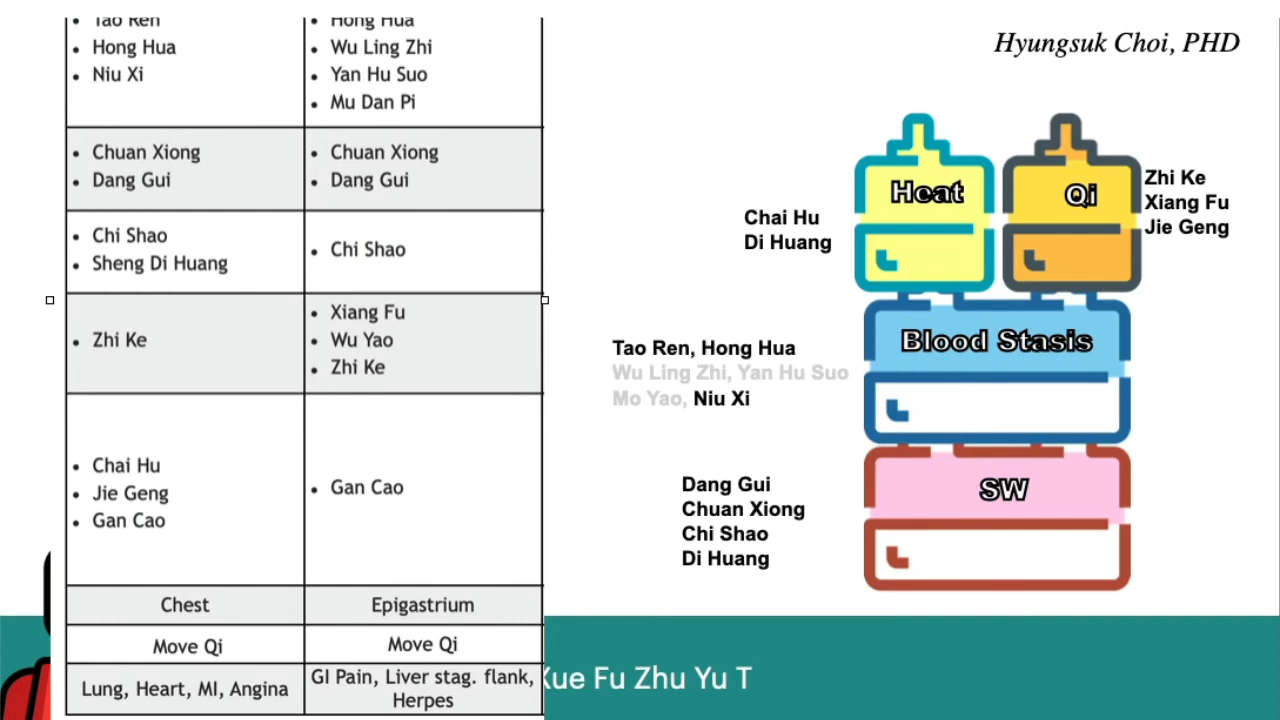 Tao Ren
Hong Hua
Niu Xi
Hong Hua
Wu Ling Zhi
Yan Hu Suo
Mu Dan Pi
Chuan Xiong
Dang Gui
Chuan Xiong
Dang Gui
Chi Shao
Sheng Di Huang
Chi Shao
Zhi Ke
Xiang Fu
Wu Yao
Zhi Ke
Chai Hu
Jie Geng
Gan Cao
Gan Cao
Chest
Epigastrium
Move Qi
Move Qi
Lung, Heart, MI, Angina
GI Pain, Liver stag. flank,
Herpes
Hyungsuk Choi, PHD
Heat
Qi
Zhi Ke
Xiang Fu
Jie Geng
Chai Hu
Di Huang
Blood Stasis
Tao Ren, Hong Hua
Wu Ling Zhi, Yan Hu Suo
Mo Yao, Niu Xi
SW
Dang Gui
Chuan Xiong
Chi Shao
Di Huang
Xue Fu Zhu Yu T